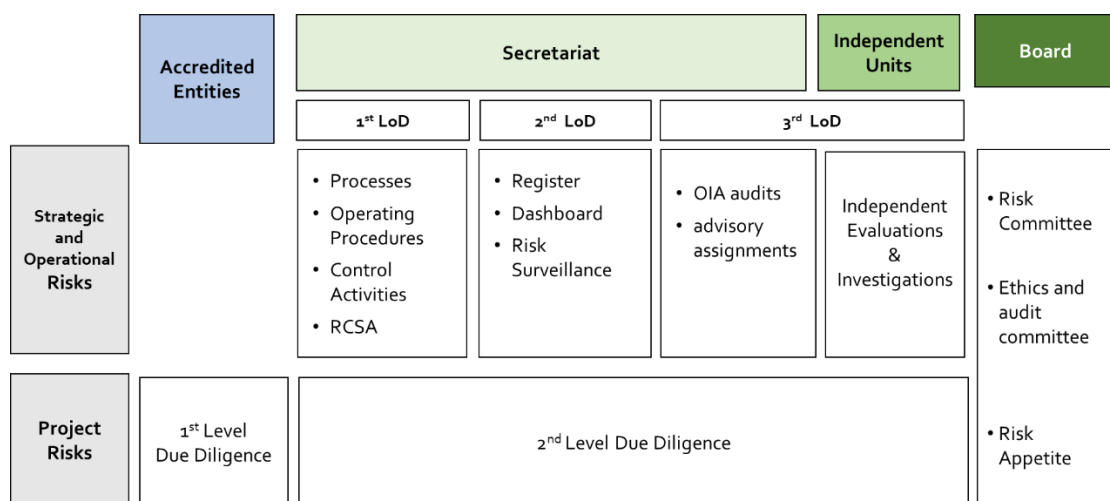 Accredited
Entities
Secretariat
Independent
Units
Board
1st LoD
2nd LoD
3rd LoD
Strategic
and
Operational
Risks
• Processes
• Operating
Procedures
• Control
Activities
• RCSA
• Register
• Dashboard
• Risk
Surveillance
• OIA audits
• advisory
assignments
Independent
Evaluations
&
Investigations
• Risk
Committee
• Ethics and
audit
committee
Project
Risks
1st Level
Due Diligence
2nd Level Due Diligence
• Risk
Appetite